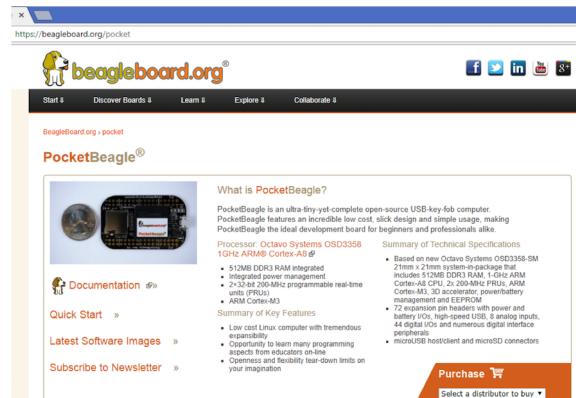 https://beagleboard.org/pocket
beagleboard.org®
You Tube
Start
Discover Boards
Learn
Explore
Collaborate
BeagleBoard.org › pocket
PocketBeagle®
What is PocketBeagle?
PocketBeagle is an ultra-tiny-yet-complete open-source USB-key-fob computer.
PocketBeagle features an incredible low cost, slick design and simple usage, making
PocketBeagle the ideal development board for beginners and professionals alike.
Processor: Octavo Systems OSD3358
1GHz ARM® Cortex-A8
512MB DDR3 RAM integrated
Integrated power management
2×32-bit 200-MHz programmable real-time
units (PRUs)
ARM Cortex-M3
Summary of Key Features
Low cost Linux computer with tremendous
expansibility
Opportunity to learn many programming
aspects from educators on-line
Openness and flexibility tear-down limits on
your imagination
Summary of Technical Specifications
Based on new Octavo Systems OSD3358-SM
21mm x 21mm system-in-package that
includes 512MB DDR3 RAM, 1-GHz ARM
Cortex-A8 CPU, 2x 200-MHz PRUs, ARM
Cortex-M3, 3D accelerator, power/battery
management and EEPROM
72 expansion pin headers with power and
battery I/Os, high-speed USB, 8 analog inputs,
44 digital I/Os and numerous digital interface
peripherals
microUSB host/client and microSD connectors
Documentation »
Quick Start »
Latest Software Images »
Subscribe to Newsletter »
Purchase
Select a distributor to buy